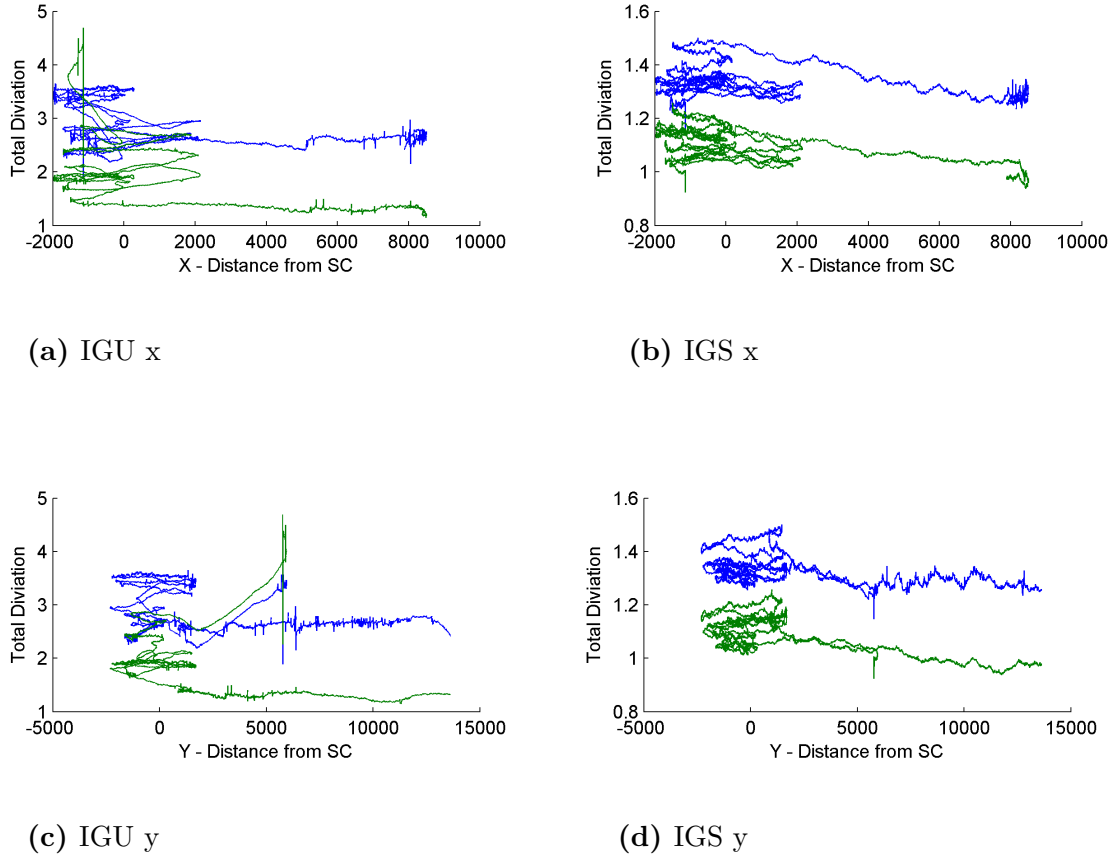 5
4
3
2
1
-2000 0 2000 4000 6000 8000 10000
Total Diviation
X - Distance from SC
(a) IGU x
1.6
1.4
1.2
1
0.8
-2000 0 2000 4000 6000 8000 10000
Total Diviation
X - Distance from SC
(b) IGS x
5
4
3
2
1
-5000 0 5000 10000 15000
Total Diviation
Y - Distance from SC
(c) IGU y
1.6
1.4
1.2
1
0.8
-5000 0 5000 10000 15000
Total Diviation
Y - Distance from SC
(d) IGS y